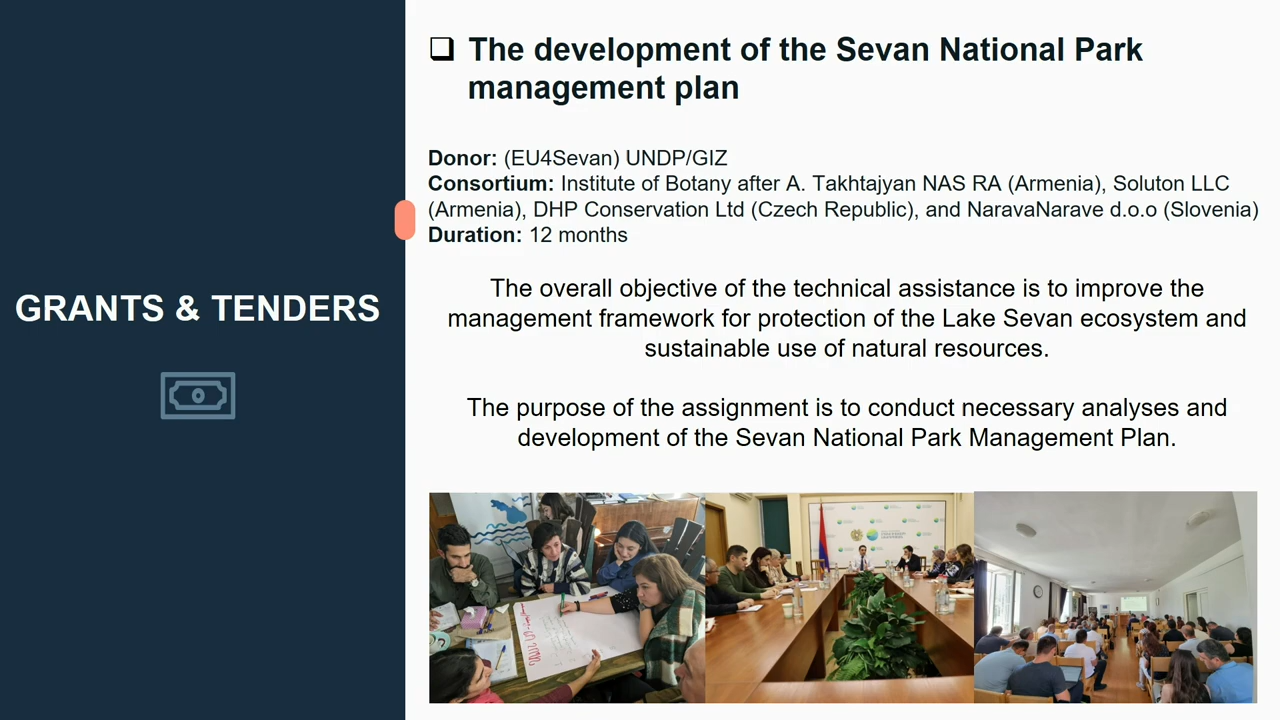 The development of the Sevan National Park
management plan
Donor: (EU4Sevan) UNDP/GIZ
Consortium: Institute of Botany after A. Takhtajyan NAS RA (Armenia), Soluton LLC
(Armenia), DHP Conservation Ltd (Czech Republic), and NaravaNarave d.o.o (Slovenia)
Duration: 12 months
GRANTS & TENDERS
The overall objective of the technical assistance is to improve the
management framework for protection of the Lake Sevan ecosystem and
sustainable use of natural resources.
The purpose of the assignment is to conduct necessary analyses and
development of the Sevan National Park Management Plan.